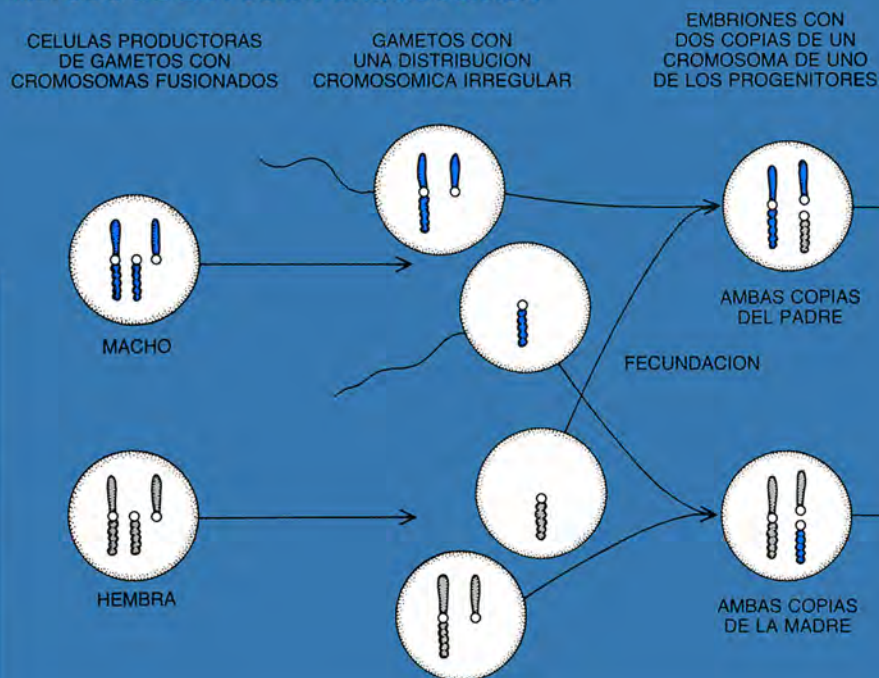 CELULAS PRODUCTORAS
DE GAMETOS CON
CROMOSOMAS FUSIONADOS
GAMETOS CON
UNA DISTRIBUCION
CROMOSOMICA IRREGULAR
EMBRIONES CON
DOS COPIAS DE UN
CROMOSOMA DE UNO
DE LOS PROGENITORES
MACHO
AMBAS COPIAS
DEL PADRE
FECUNDACION
HEMBRA
AMBAS COPIAS
DE LA MADRE